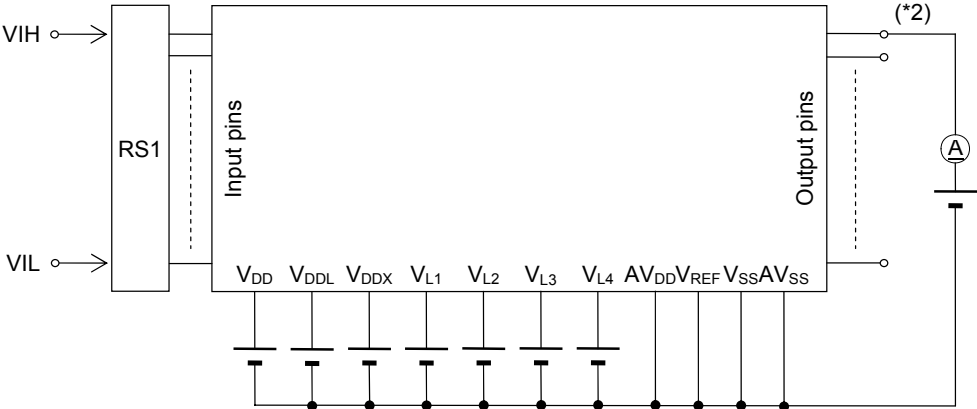 VIH
(*2)
RS1
Input pins
Output pins
A
VIL
VDD VDDL VDDX VL1 VL2 VL3 VL4 AVDD VREF VSS AVSS